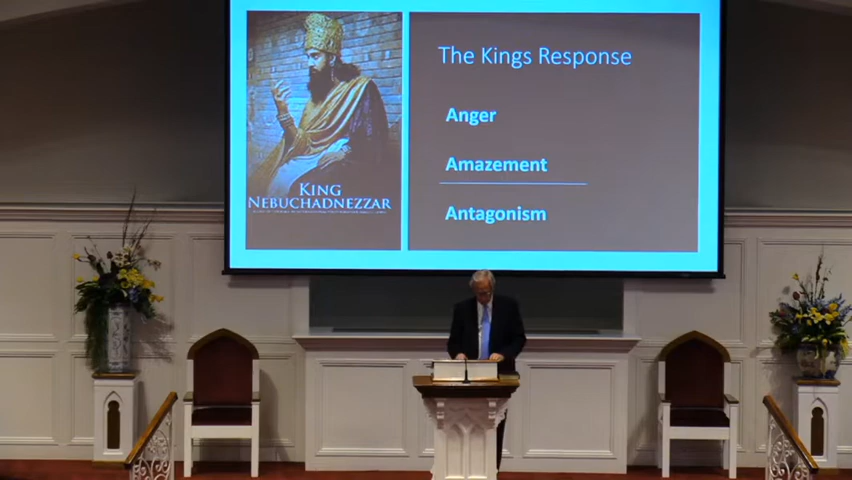 KING
NEBUCHADNEZZAR
The Kings Response
Anger
Amazement
Antagonism